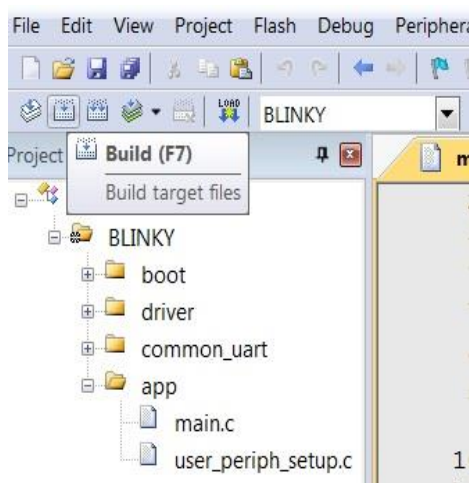 File Edit View Project Flash Debug
LOAD BLINKY
Project
Build (F7)
Build target files
BLINKY
boot
driver
common_uart
app
main.c
user_periph_setup.c
1